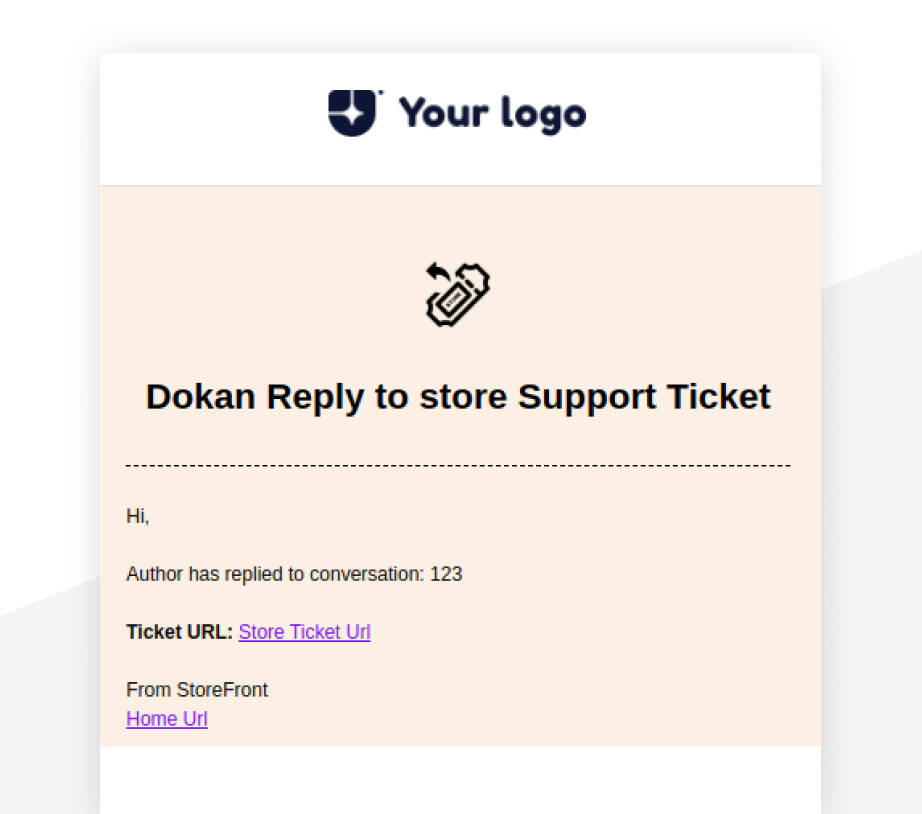 Your logo
STORE
Dokan Reply to store Support Ticket
Hi,
Author has replied to conversation: 123
Ticket URL: Store Ticket Url
From StoreFront
Home Url